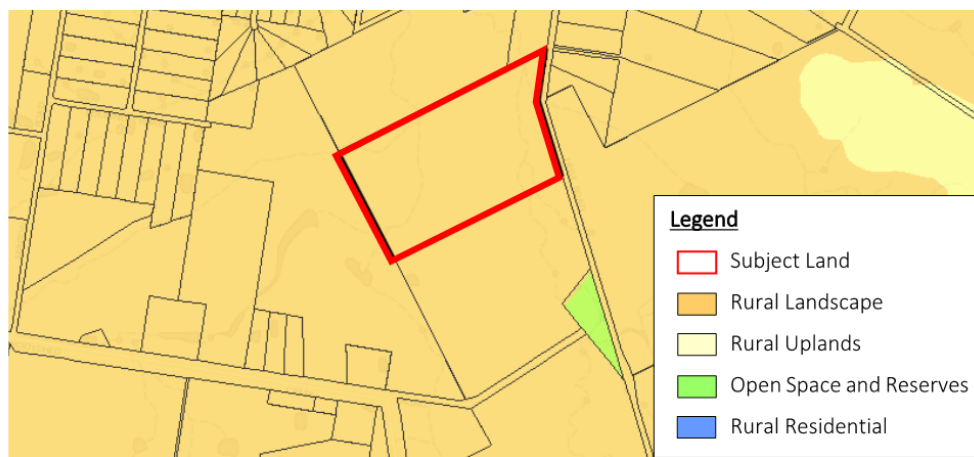 Legend
Subject Land
Rural Landscape
Rural Uplands
Open Space and Reserves
Rural Residential